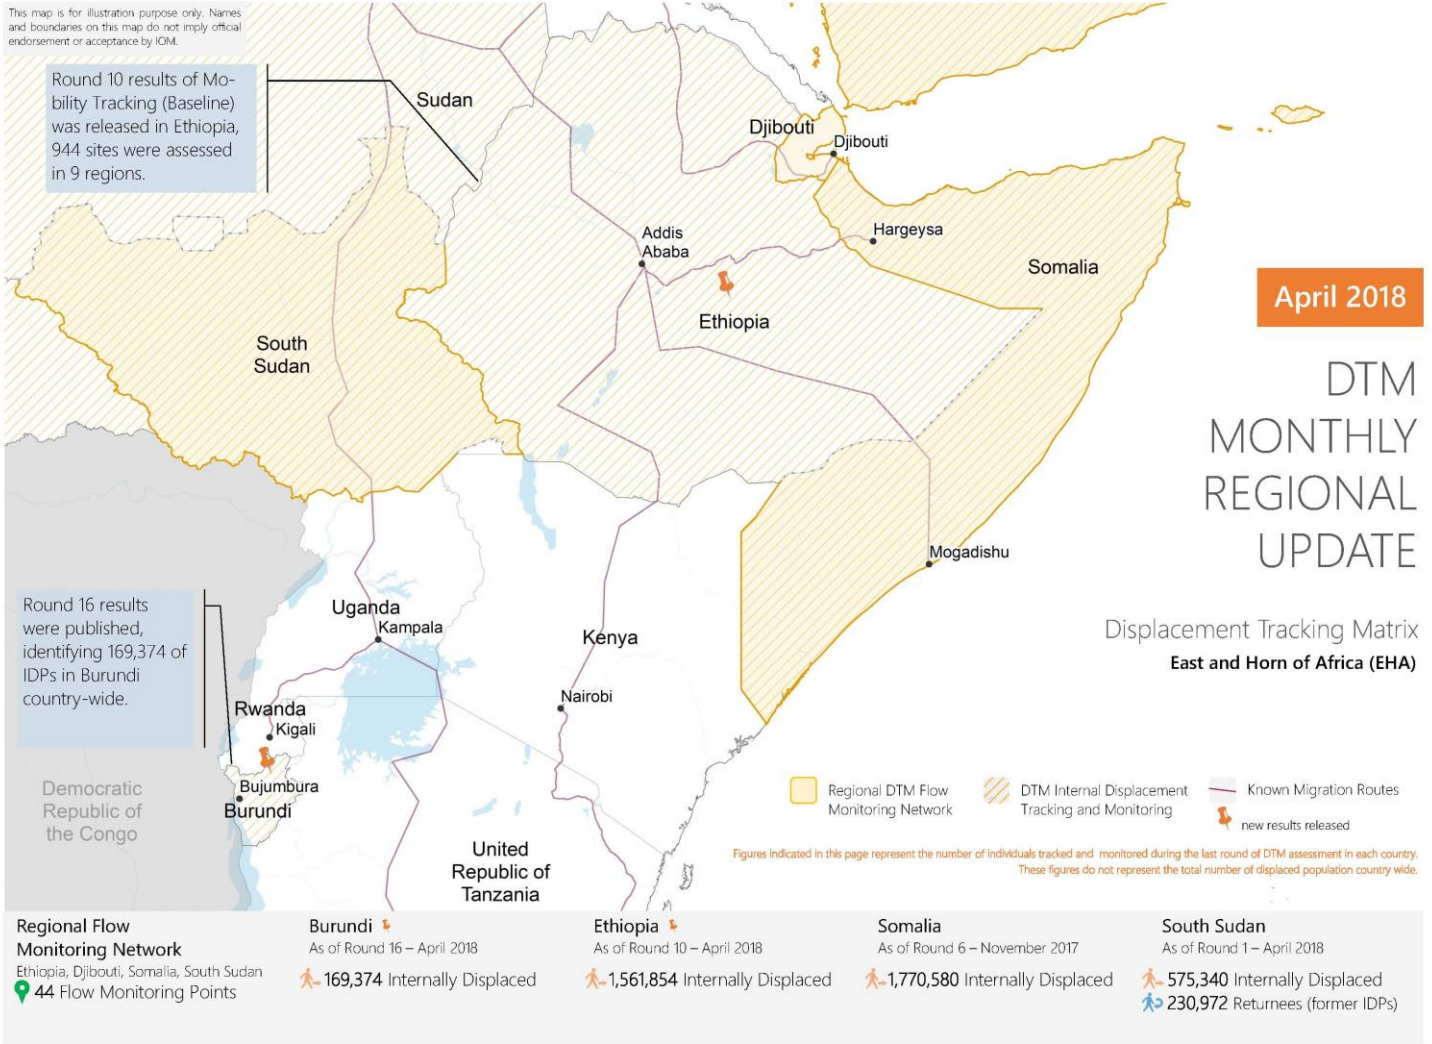 This map is for illustration purpose only. Names
and boundaries on this map do not imply official
endorsement or acceptance by IOM.
Round 10 results of Mo-
bility Tracking (Baseline)
was released in Ethiopia,
944 sites were assessed
in 9 regions.
Sudan
Djibouti
Djibouti
Addis
Ababa
Hargeysa
Somalia
Ethiopia
South
Sudan
April 2018
DTM
MONTHLY
REGIONAL
UPDATE
Displacement Tracking Matrix
East and Horn of Africa (EHA)
Mogadishu
Round 16 results
were published,
identifying 169,374 of
IDPs in Burundi
country-wide.
Uganda
Kampala
Kenya
Nairobi
Rwanda
Kigali
Bujumbura
Burundi
Democratic
Republic of
the Congo
United
Republic of
Tanzania
Regional DTM Flow
Monitoring Network
DTM Internal Displacement
Tracking and Monitoring
Known Migration Routes
new results released
Figures indicated in this page represent the number of individuals tracked and monitored during the last round of DTM assessment in each country.
These figures do not represent the total number of displaced population country wide.
Regional Flow
Monitoring Network
Ethiopia, Djibouti, Somalia, South Sudan
44 Flow Monitoring Points
Burundi
As of Round 16 – April 2018
169,374 Internally Displaced
Ethiopia
As of Round 10 – April 2018
1,561,854 Internally Displaced
Somalia
As of Round 6 – November 2017
1,770,580 Internally Displaced
South Sudan
As of Round 1 – April 2018
575,340 Internally Displaced
230,972 Returnees (former IDPs)